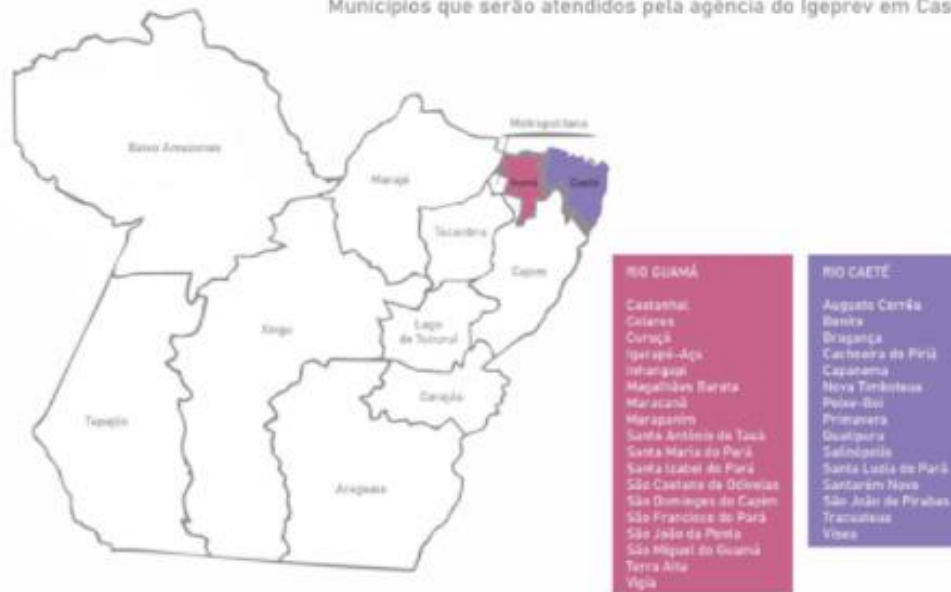 Municípios que serão atendidos pela agência do Igeprev em Cas
Metropolitana
Baixo Amazonas
Marajó
Guamá
Caeté
Tocantins
Capim
Xingu
Lago
de Tucuruí
Carajás
Tapajós
Araguaia
RIO GUAMÁ
Castanhal
Colares
Curuçá
Igarapé-Açu
Inhangapi
Magalhães Barata
Maracanã
Marapanim
Santo Antônio do Tauá
Santa Maria do Pará
Santa Izabel do Pará
São Caetano de Odivelas
São Domingos do Capim
São Francisco do Pará
São João da Ponta
São Miguel do Guamá
Terra Alta
Vigia
RIO CAETÉ
Augusto Corrêa
Bonito
Bragança
Cachoeira do Piriá
Capanema
Nova Timboteua
Peixe-Boi
Primavera
Quatipuru
Salinópolis
Santa Luzia do Pará
Santarém Novo
São João de Pirabas
Tracuateua
Viseu